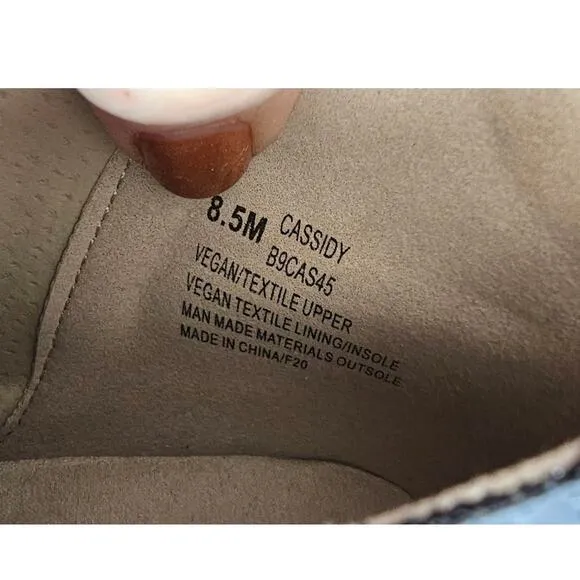 8.5M CASSIDY
B9CAS45
VEGAN/TEXTILE UPPER
VEGAN TEXTILE LINING/INSOLE
MAN MADE MATERIALS OUTSOLE
MADE IN CHINA/F20